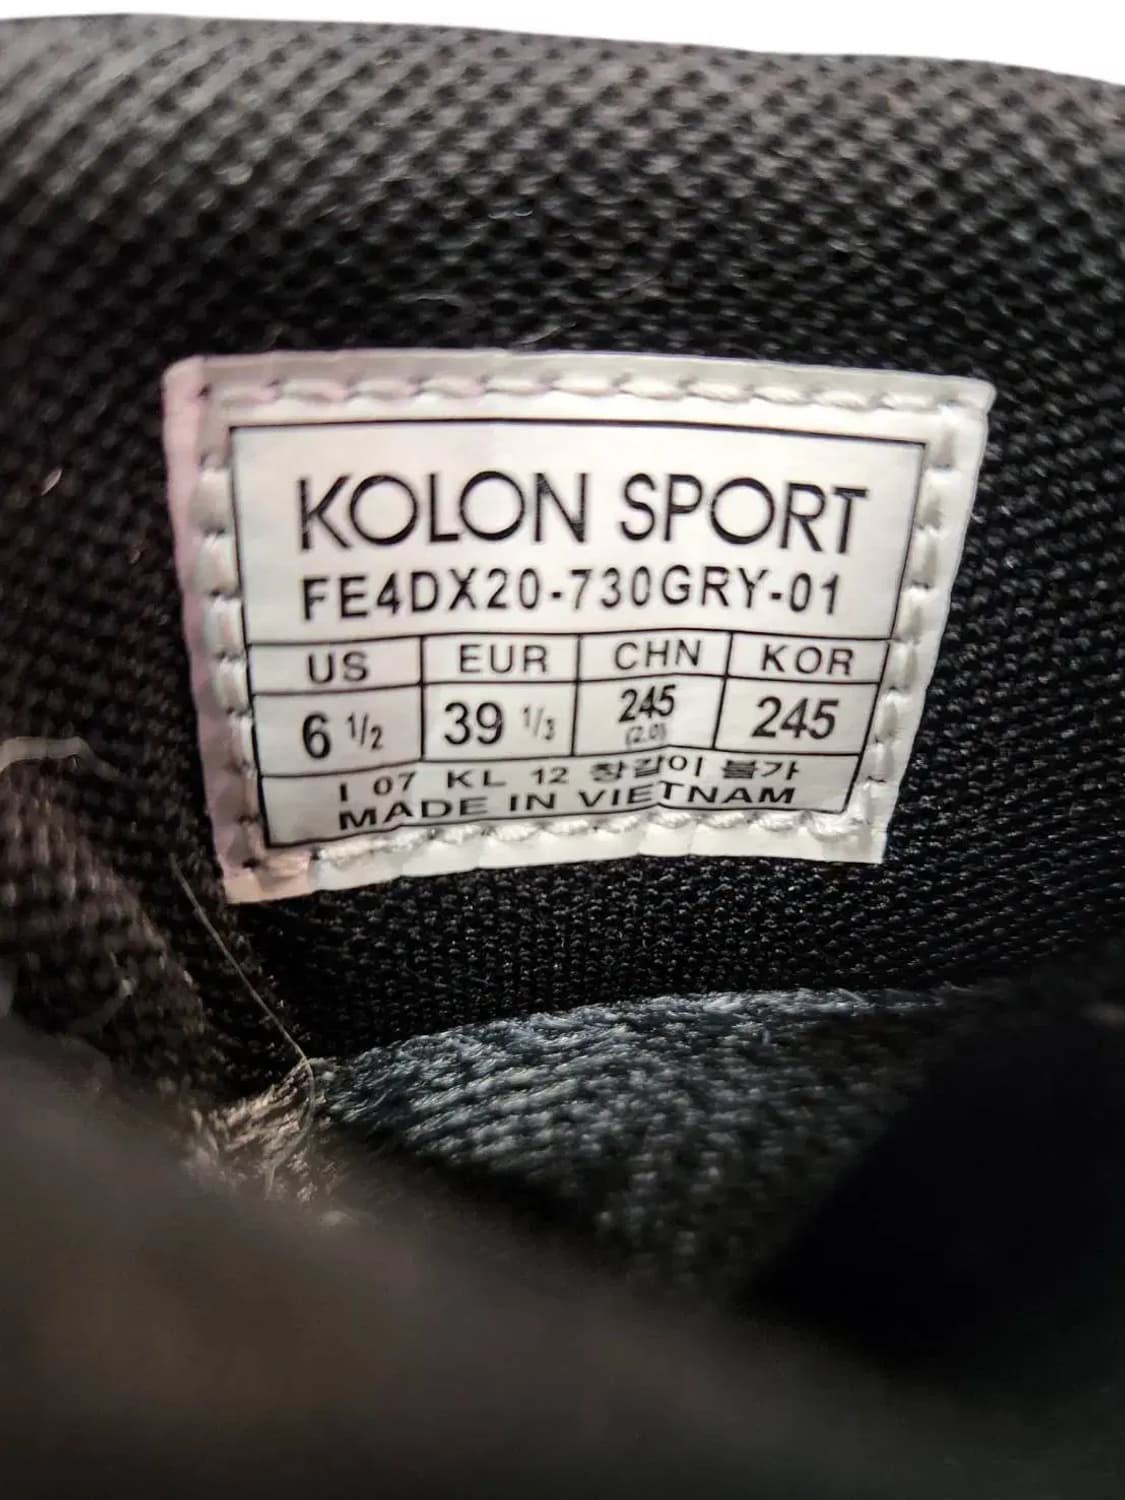 KOLON SPORT
FE4DX20-730GRY-01
US EUR CHN KOR
6 1/2 39 1/3 245 (2.0) 245
I 07 KL 12 창갈이 불가
MADE IN VIETNAM